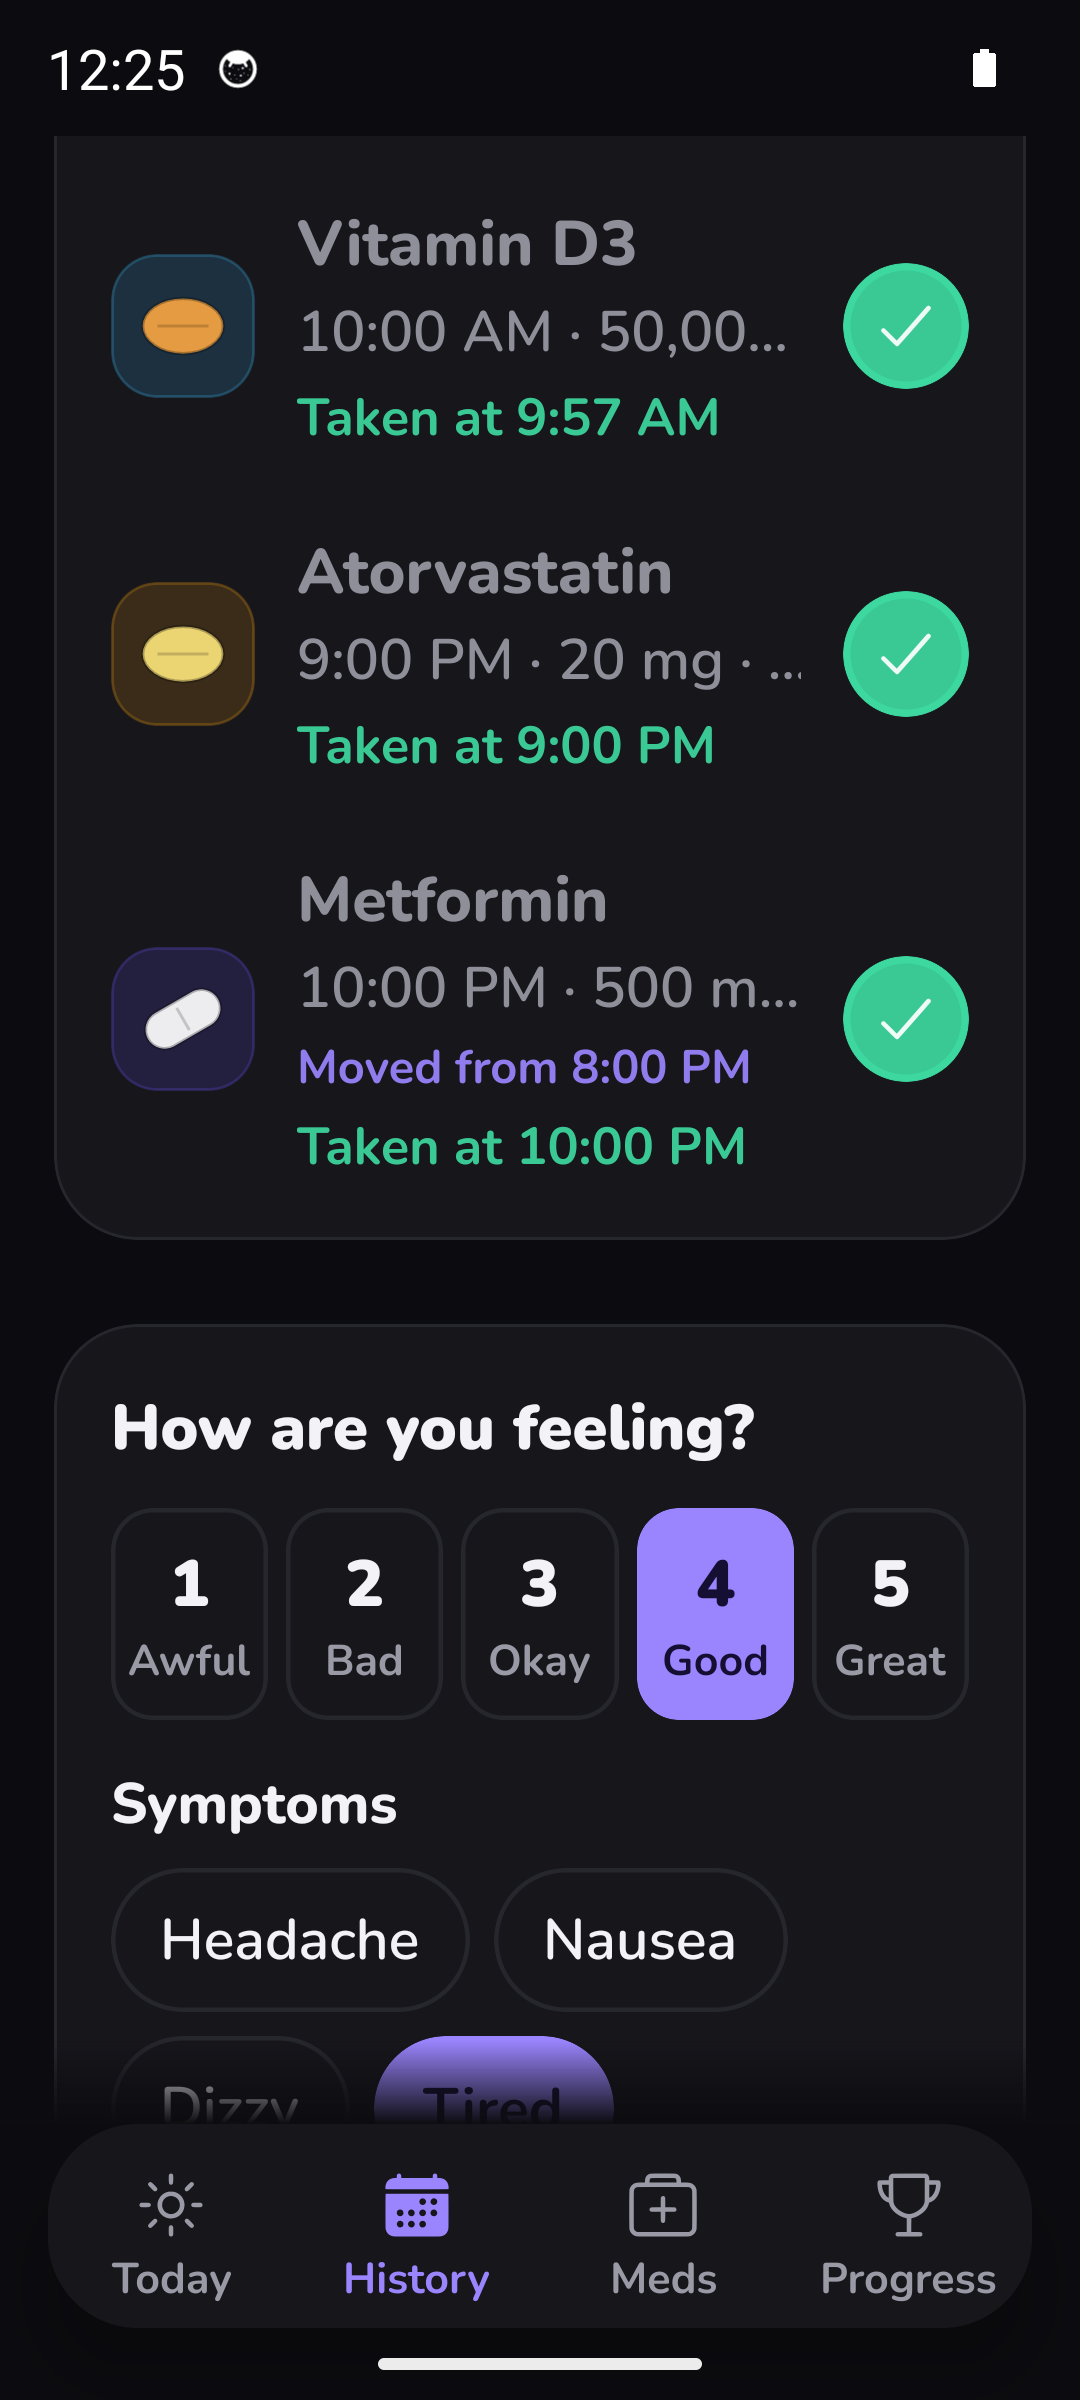 12:25
Vitamin D3
10:00 AM · 50,00...
Taken at 9:57 AM
Atorvastatin
9:00 PM · 20 mg · ...
Taken at 9:00 PM
Metformin
10:00 PM · 500 m...
Moved from 8:00 PM
Taken at 10:00 PM
How are you feeling?
1 2 3 4 5
Awful Bad Okay Good Great
Symptoms
Headache Nausea
Dizzy Tired
Today History Meds Progress